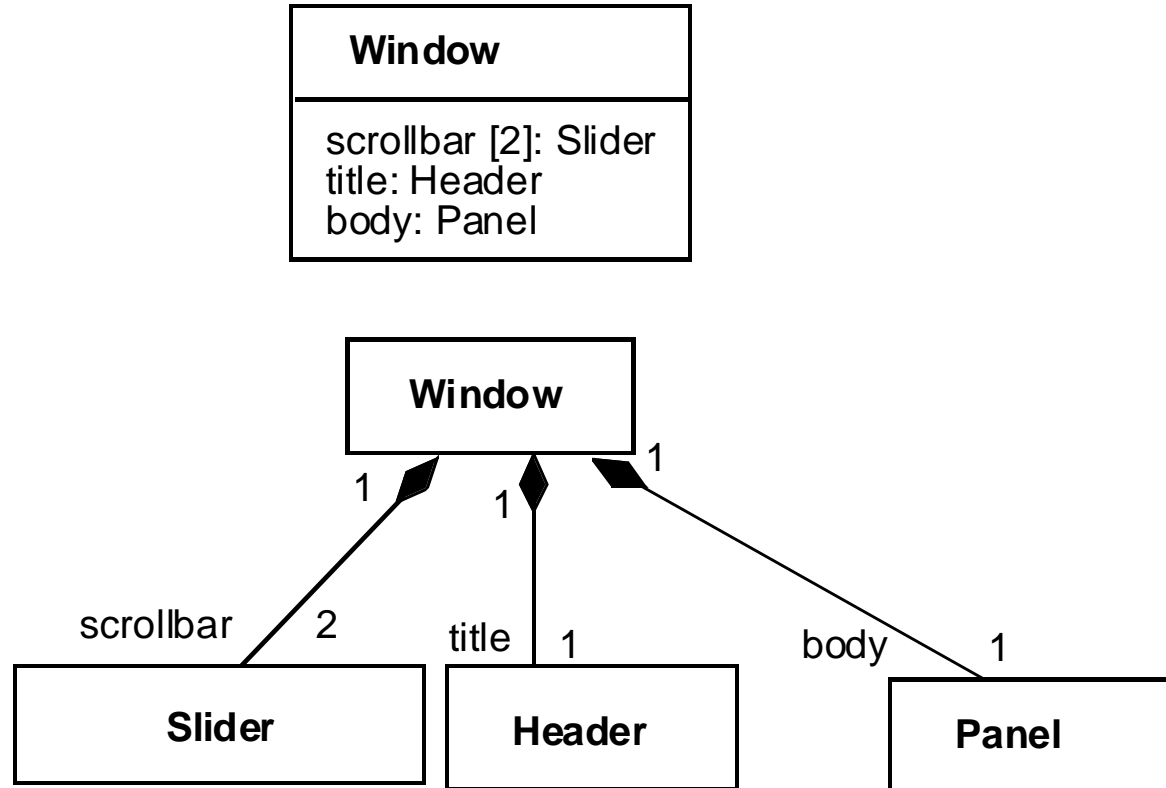 Window
scrollbar [2]: Slider
title: Header
body: Panel
Window
1
1
1
scrollbar
2
title
1
body
1
Slider
Header
Panel